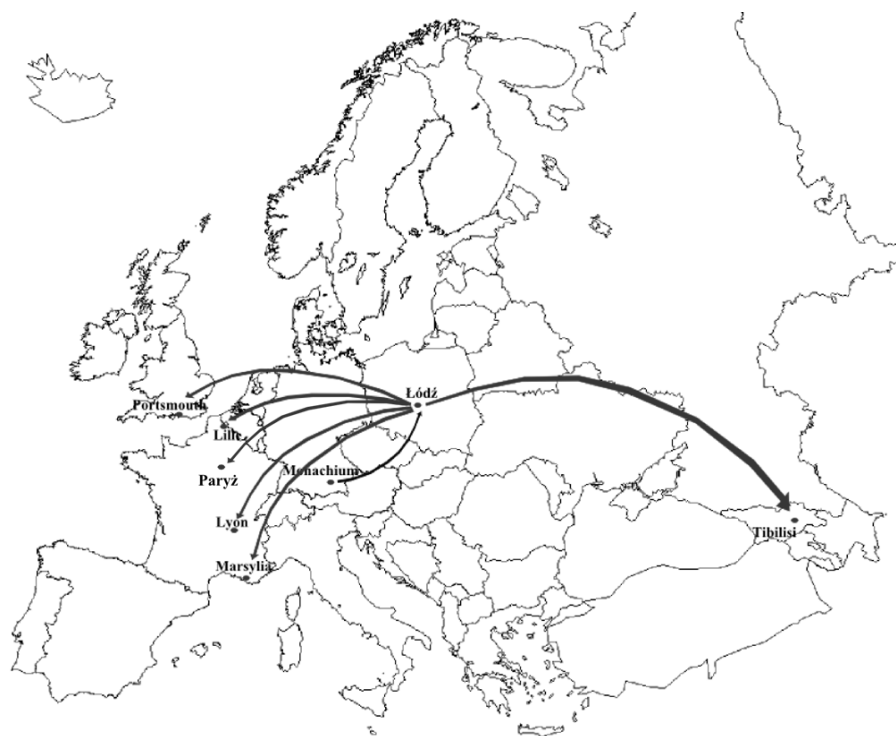 Łódź
Portsmouth
Lille
Monachium
Paryż
Lyon
Tibilisi
Marsylia